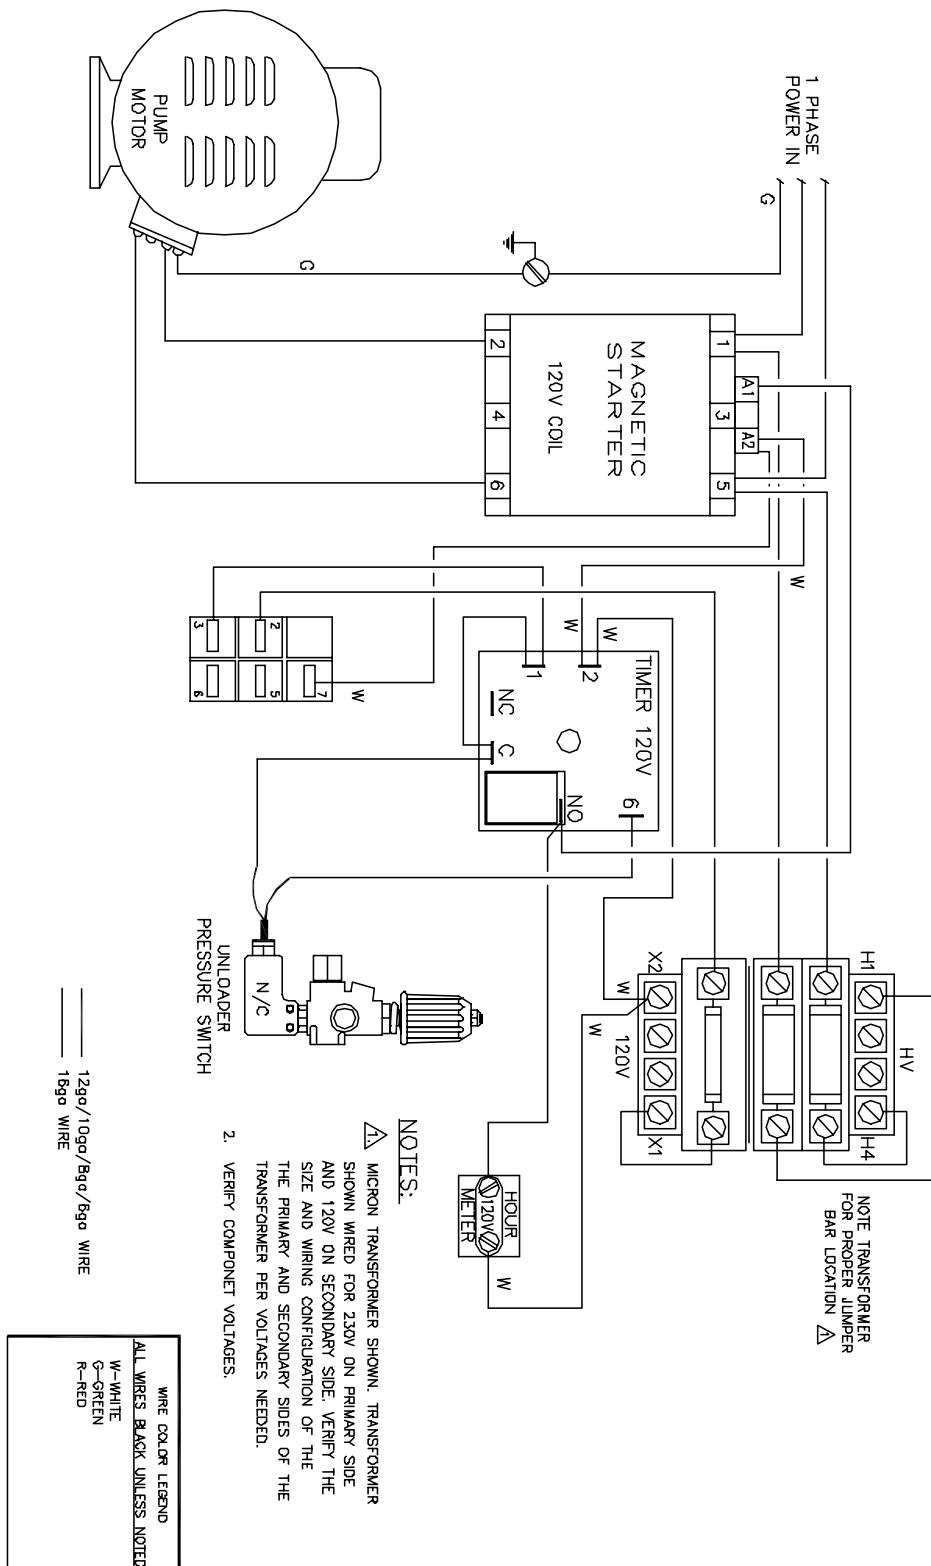 1 PHASE
POWER IN
G
PUMP
MOTOR
G
MAGNETIC
STARTER
120V COIL
1
A1
3
A2
5
2
4
6
W
2
3
7
5
6
W
W
W
TIMER 120V
1
2
NC
C
NO
6
UNLOADER
PRESSURE SWITCH
N/C
H1
HV
H4
X2
W
W
120V
X1
NOTE TRANSFORMER
FOR PROPER JUMPER
BAR LOCATION 1
HOUR
120V
METER
W
NOTES:
1. MICRON TRANSFORMER SHOWN. TRANSFORMER
SHOWN WIRED FOR 230V ON PRIMARY SIDE
AND 120V ON SECONDARY SIDE. VERIFY THE
SIZE AND WIRING CONFIGURATION OF THE
THE PRIMARY AND SECONDARY SIDES OF THE
TRANSFORMER PER VOLTAGES NEEDED.
2. VERIFY COMPONET VOLTAGES.
12ga/10ga/8ga/6ga WIRE
16ga WIRE
WIRE COLOR LEGEND
ALL WIRES BLACK UNLESS NOTED
W-WHITE
G-GREEN
R-RED